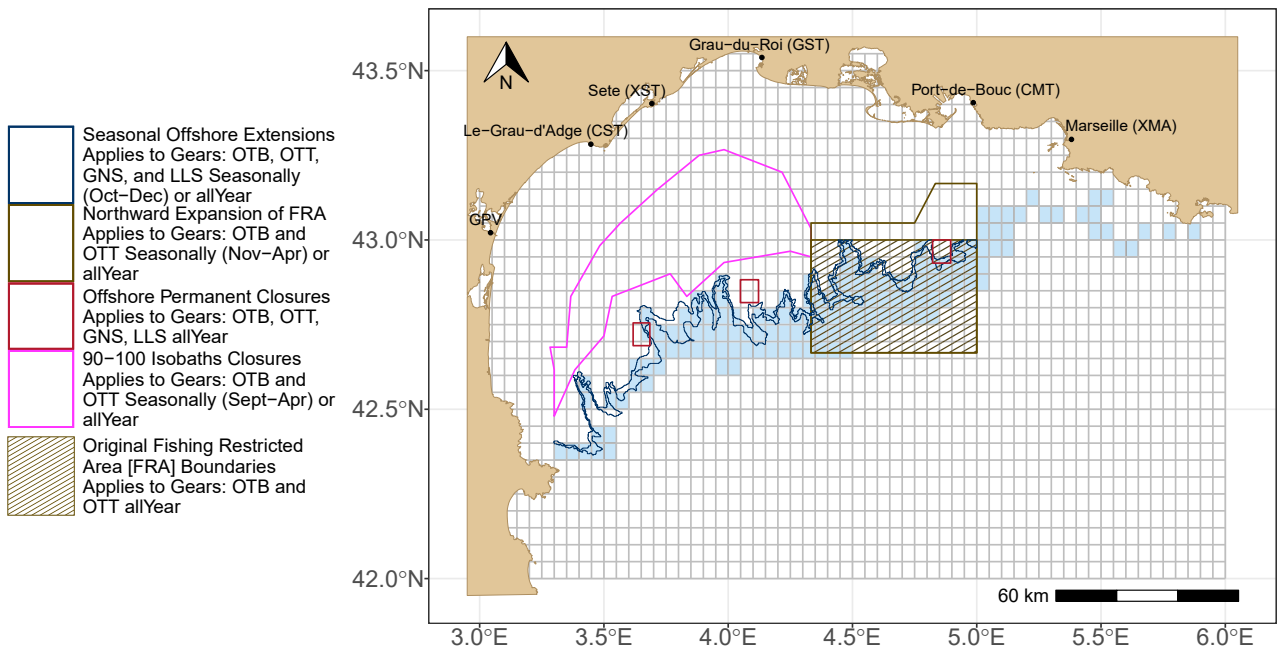 Seasonal Offshore Extensions
Applies to Gears: OTB, OTT,
GNS, and LLS Seasonally
(Oct−Dec) or allYear
Northward Expansion of FRA
Applies to Gears: OTB and
OTT Seasonally (Nov−Apr) or
allYear
Offshore Permanent Closures
Applies to Gears: OTB, OTT,
GNS, LLS allYear
90−100 Isobaths Closures
Applies to Gears: OTB and
OTT Seasonally (Sept−Apr) or
allYear
Original Fishing Restricted
Area [FRA] Boundaries
Applies to Gears: OTB and
OTT allYear
43.5°N
43.0°N
42.5°N
42.0°N
N
Grau−du−Roi (GST)
Sete (XST)
Port−de−Bouc (CMT)
Le−Grau−d'Adge (CST)
Marseille (XMA)
GPV
60 km
3.0°E
3.5°E
4.0°E
4.5°E
5.0°E
5.5°E
6.0°E